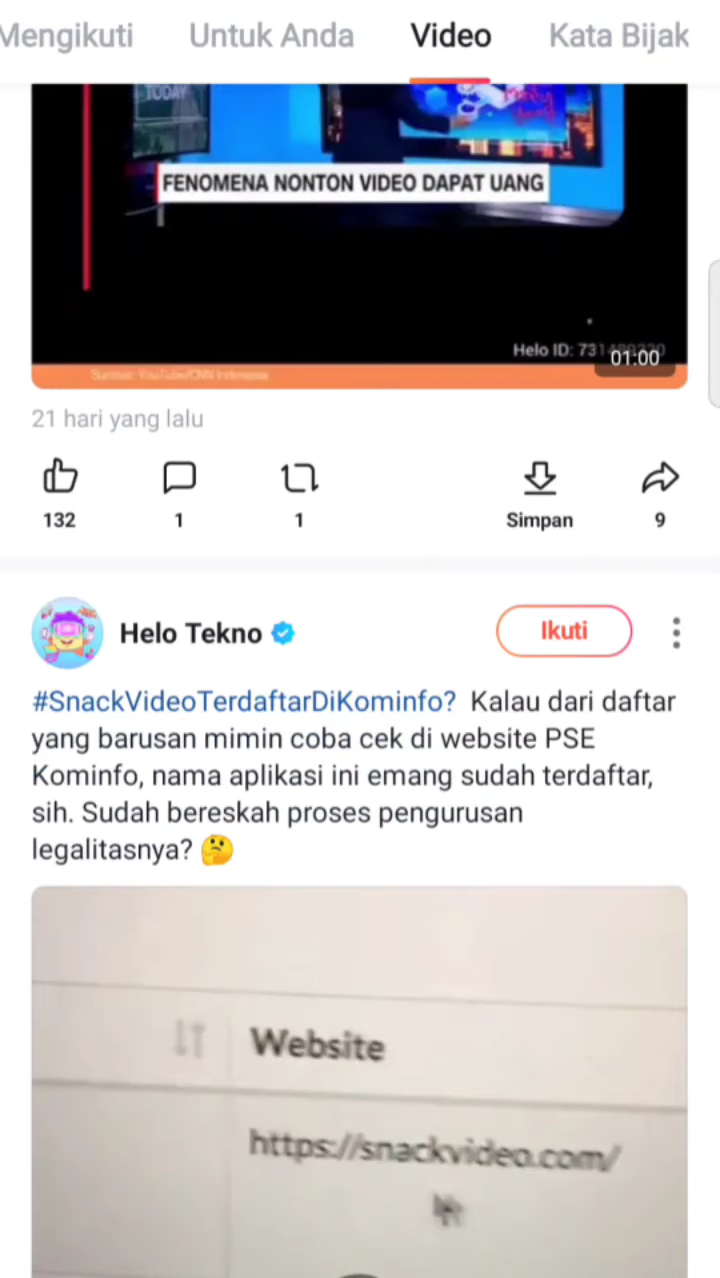 Mengikuti Untuk Anda Video Kata Bijak
TODAY
FENOMENA NONTON VIDEO DAPAT UANG
Helo ID:
01:00
Sumber: YouTube/CNN Indonesia
21 hari yang lalu
132 1 1 Simpan 9
Helo Tekno Ikuti
#SnackVideoTerdaftarDiKominfo? Kalau dari daftar
yang barusan mimin coba cek di website PSE
Kominfo, nama aplikasi ini emang sudah terdaftar,
sih. Sudah bereskah proses pengurusan
legalitasnya? 🤔
Website
https://snackvideo.com/